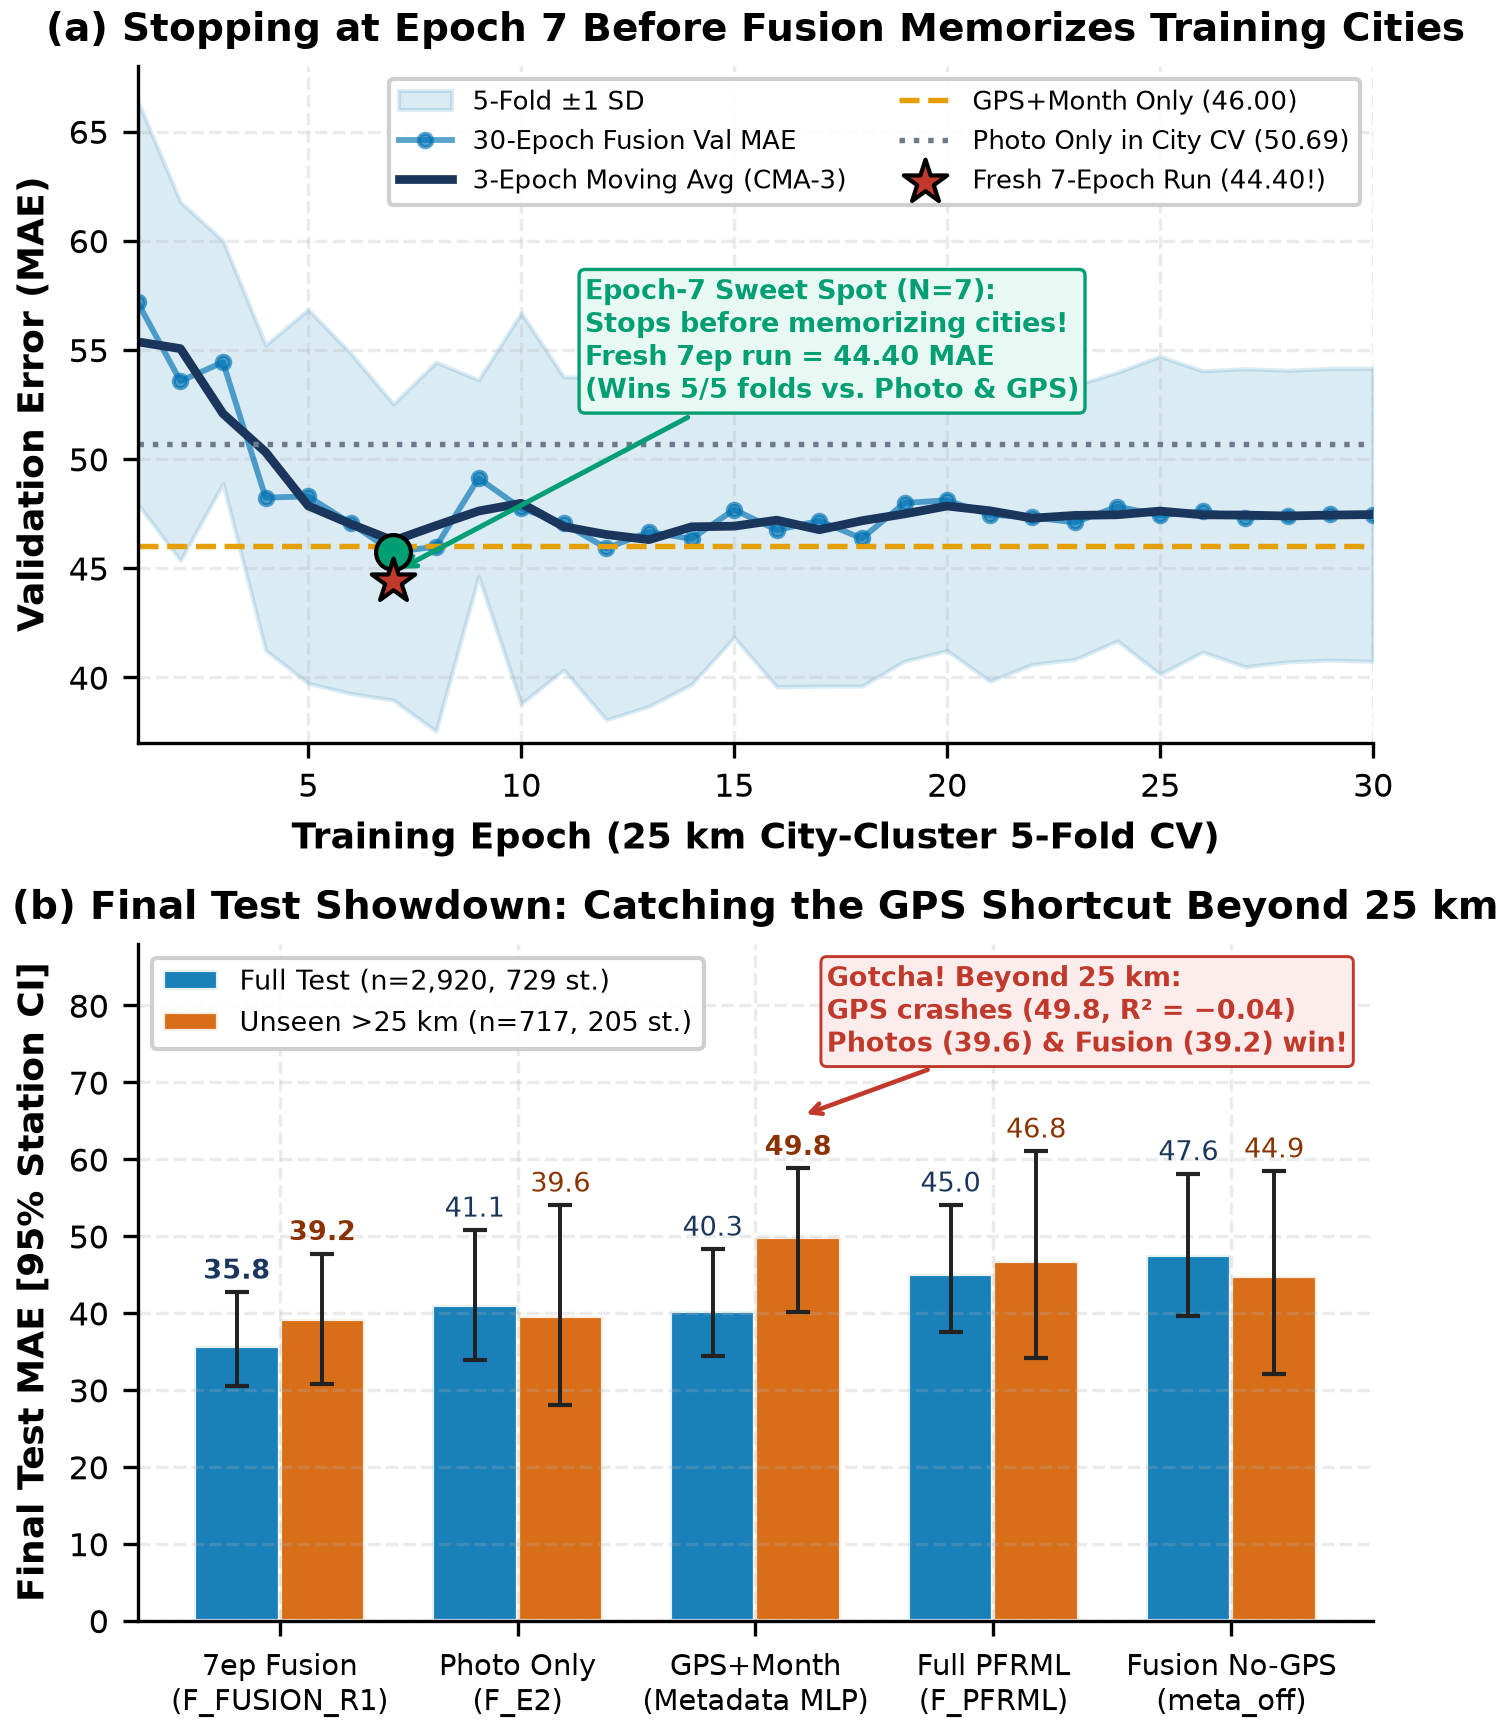 (a) Stopping at Epoch 7 Before Fusion Memorizes Training Cities
5-Fold ±1 SD
30-Epoch Fusion Val MAE
3-Epoch Moving Avg (CMA-3)
GPS+Month Only (46.00)
Photo Only in City CV (50.69)
Fresh 7-Epoch Run (44.40!)
Epoch-7 Sweet Spot (N=7):
Stops before memorizing cities!
Fresh 7ep run = 44.40 MAE
(Wins 5/5 folds vs. Photo & GPS)
Validation Error (MAE)
65
60
55
50
45
40
5 10 15 20 25 30
Training Epoch (25 km City-Cluster 5-Fold CV)
(b) Final Test Showdown: Catching the GPS Shortcut Beyond 25 km
Full Test (n=2,920, 729 st.)
Unseen >25 km (n=717, 205 st.)
Gotcha! Beyond 25 km:
GPS crashes (49.8, R² = −0.04)
Photos (39.6) & Fusion (39.2) win!
Final Test MAE [95% Station CI]
80
70
60
50
40
30
20
10
0
35.8 39.2 41.1 39.6 40.3 49.8 45.0 46.8 47.6 44.9
7ep Fusion
(F_FUSION_R1)
Photo Only
(F_E2)
GPS+Month
(Metadata MLP)
Full PFRML
(F_PFRML)
Fusion No-GPS
(meta_off)